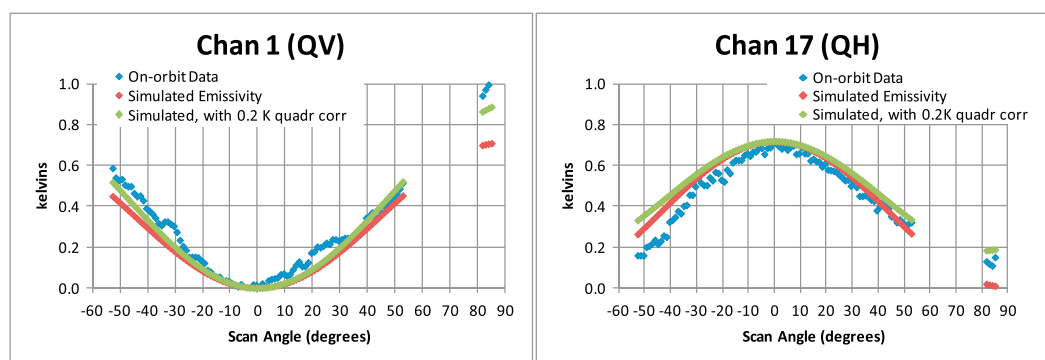 Chan 1 (QV)
On-orbit Data
Simulated Emissivity
Simulated, with 0.2 K quadr corr
kelvins
1.0
0.8
0.6
0.4
0.2
0.0
-60 -50 -40 -30 -20 -10 0 10 20 30 40 50 60 70 80 90
Scan Angle (degrees)
Chan 17 (QH)
On-orbit Data
Simulated Emissivity
Simulated, with 0.2K quadr corr
kelvins
1.0
0.8
0.6
0.4
0.2
0.0
-60 -50 -40 -30 -20 -10 0 10 20 30 40 50 60 70 80 90
Scan Angle (degrees)